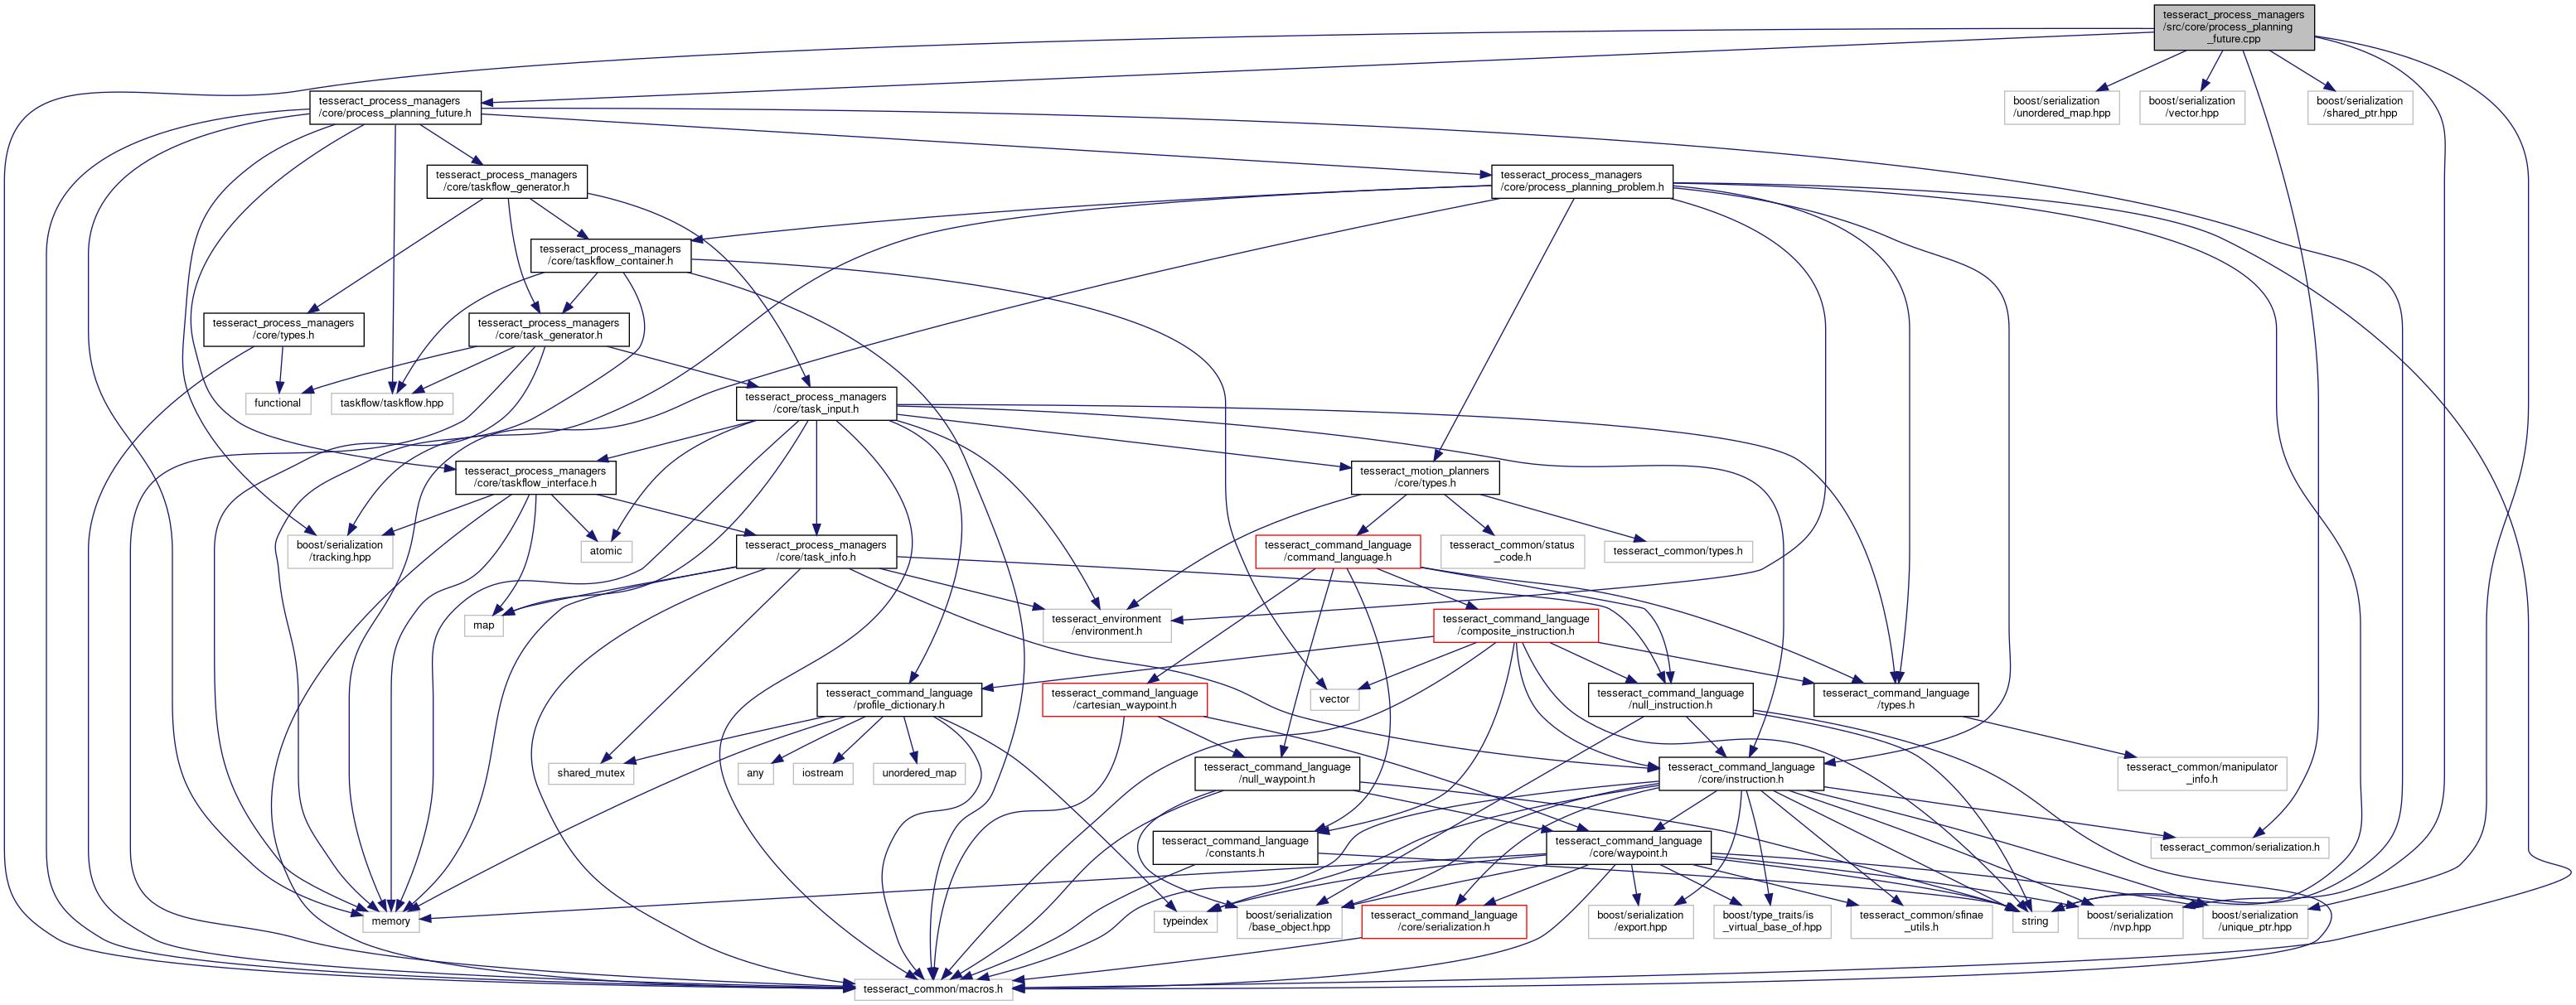 tesseract_process_managers
/src/core/process_planning
_future.cpp
tesseract_process_managers
/core/process_planning_future.h
boost/serialization
/unordered_map.hpp
boost/serialization
/vector.hpp
boost/serialization
/shared_ptr.hpp
tesseract_process_managers
/core/taskflow_generator.h
tesseract_process_managers
/core/process_planning_problem.h
tesseract_process_managers
/core/taskflow_container.h
tesseract_process_managers
/core/types.h
tesseract_process_managers
/core/task_generator.h
functional
taskflow/taskflow.hpp
tesseract_process_managers
/core/task_input.h
tesseract_process_managers
/core/taskflow_interface.h
tesseract_motion_planners
/core/types.h
boost/serialization
/tracking.hpp
atomic
tesseract_process_managers
/core/task_info.h
tesseract_command_language
/command_language.h
tesseract_common/status
_code.h
tesseract_common/types.h
map
tesseract_environment
/environment.h
tesseract_command_language
/composite_instruction.h
tesseract_command_language
/profile_dictionary.h
tesseract_command_language
/cartesian_waypoint.h
vector
tesseract_command_language
/null_instruction.h
tesseract_command_language
/types.h
shared_mutex
any
iostream
unordered_map
tesseract_command_language
/null_waypoint.h
tesseract_command_language
/core/instruction.h
tesseract_common/manipulator
_info.h
tesseract_command_language
/constants.h
tesseract_command_language
/core/waypoint.h
tesseract_common/serialization.h
memory
typeindex
boost/serialization
/base_object.hpp
tesseract_command_language
/core/serialization.h
boost/serialization
/export.hpp
boost/type_traits/is
_virtual_base_of.hpp
tesseract_common/sfinae
_utils.h
string
boost/serialization
/nvp.hpp
boost/serialization
/unique_ptr.hpp
tesseract_common/macros.h